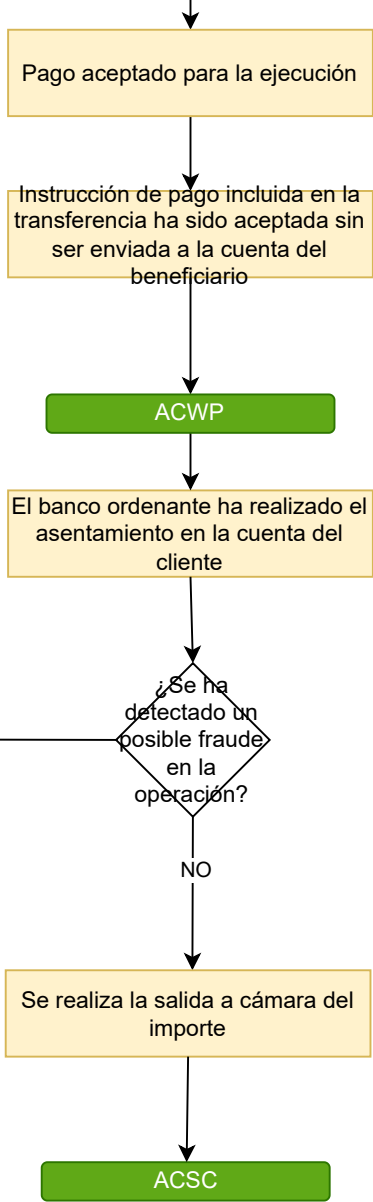 Pago aceptado para la ejecución
Instrucción de pago incluida en la
transferencia ha sido aceptada sin
ser enviada a la cuenta del
beneficiario
ACWP
El banco ordenante ha realizado el
asentamiento en la cuenta del
cliente
¿Se ha
detectado un
posible fraude
en la
operación?
NO
Se realiza la salida a cámara del
importe
ACSC